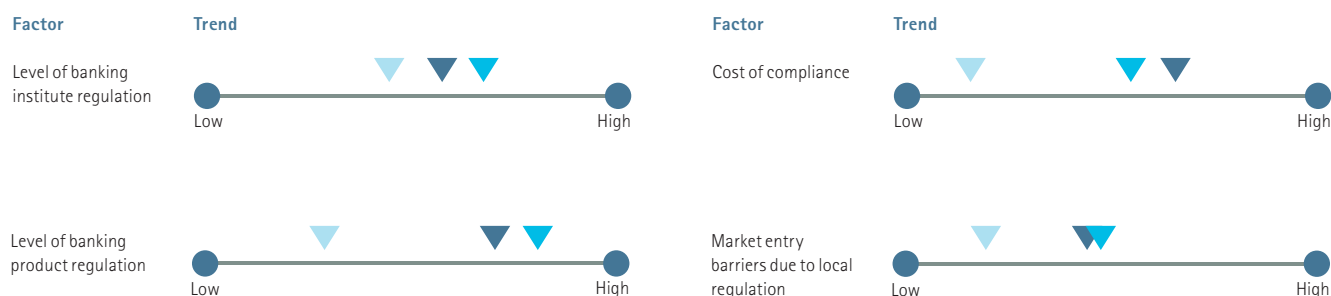 Factor
Trend
Level of banking
institute regulation
Low
High
Level of banking
product regulation
Low
High
Factor
Trend
Cost of compliance
Low
High
Market entry
barriers due to local
regulation
Low
High